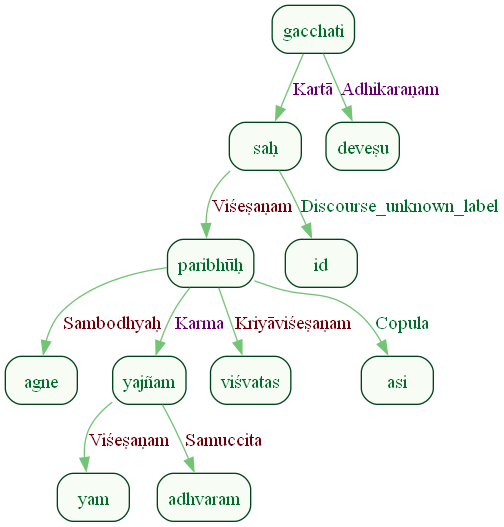 gacchati
Kartā Adhikaraṇam
saḥ deveṣu
Viśeṣaṇam Discourse_unknown_label
paribhūḥ id
Sambodhyaḥ Karma Kriyāviśeṣaṇam Copula
agne yajñam viśvatas asi
Viśeṣaṇam Samuccita
yam adhvaram